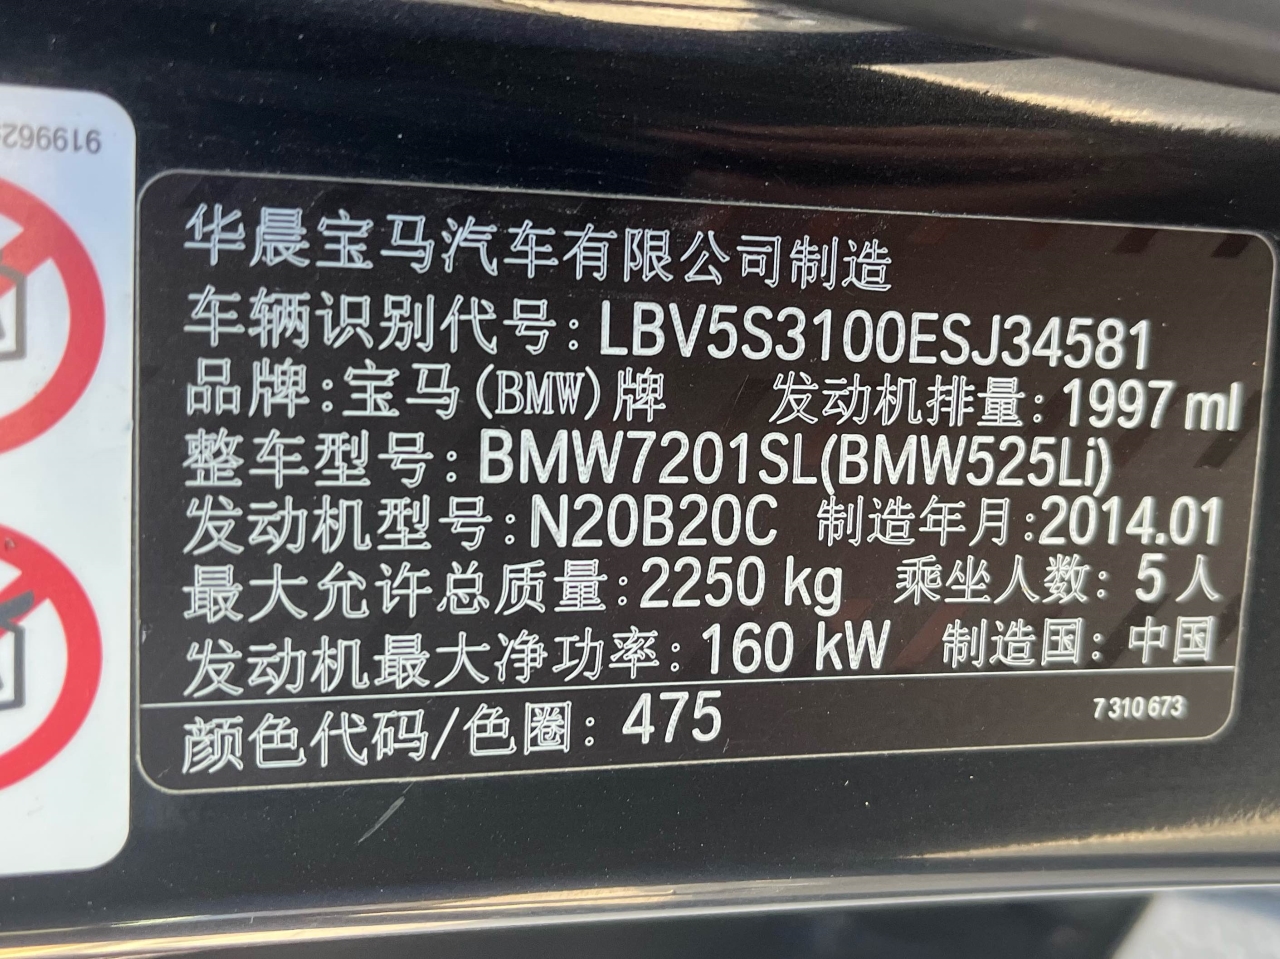 9199629
华晨宝马汽车有限公司制造
车辆识别代号: LBV5S3100ESJ34581
品牌:宝马(BMW)牌 发动机排量: 1997 ml
整车型号: BMW7201SL(BMW525Li)
发动机型号: N20B20C 制造年月:2014.01
最大允许总质量:2250 kg 乘坐人数: 5人
发动机最大净功率: 160 kW 制造国: 中国
颜色代码/色圈: 475 7 310 673